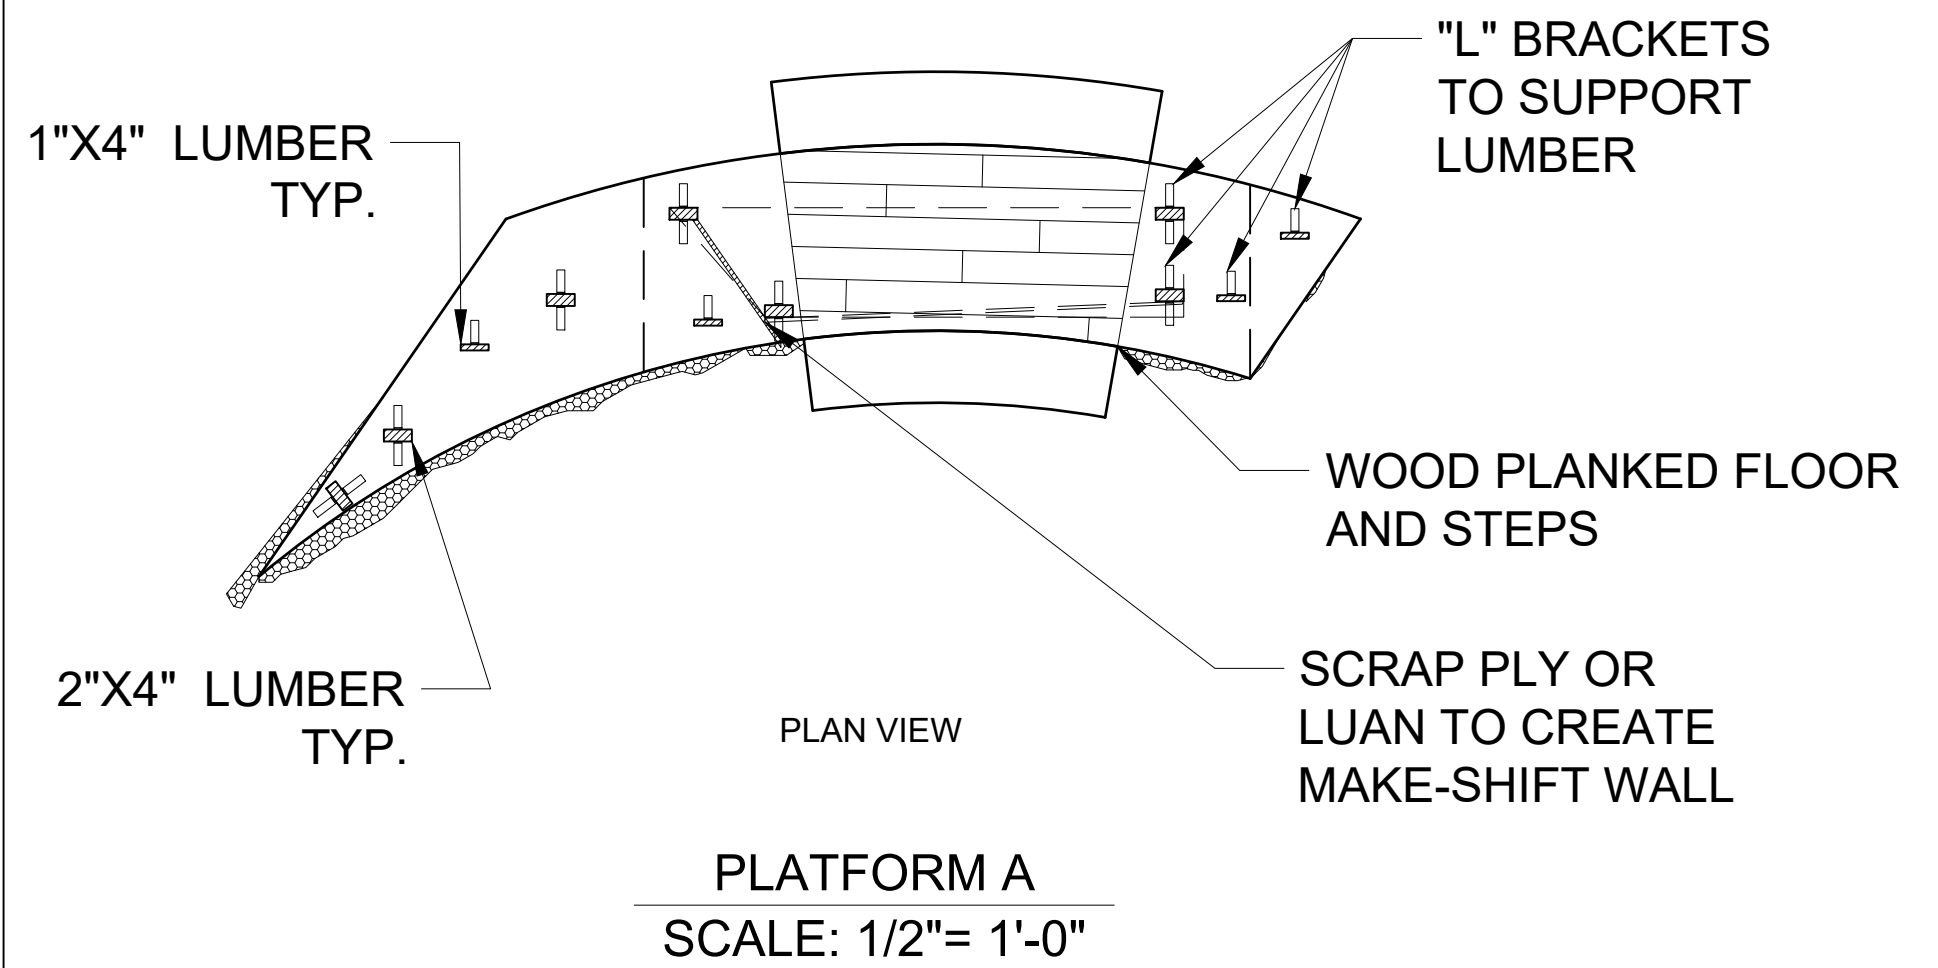 "L" BRACKETS
TO SUPPORT
LUMBER
1"X4" LUMBER
TYP.
WOOD PLANKED FLOOR
AND STEPS
SCRAP PLY OR
LUAN TO CREATE
MAKE-SHIFT WALL
2"X4" LUMBER
TYP.
PLAN VIEW
PLATFORM A
SCALE: 1/2"= 1'-0"